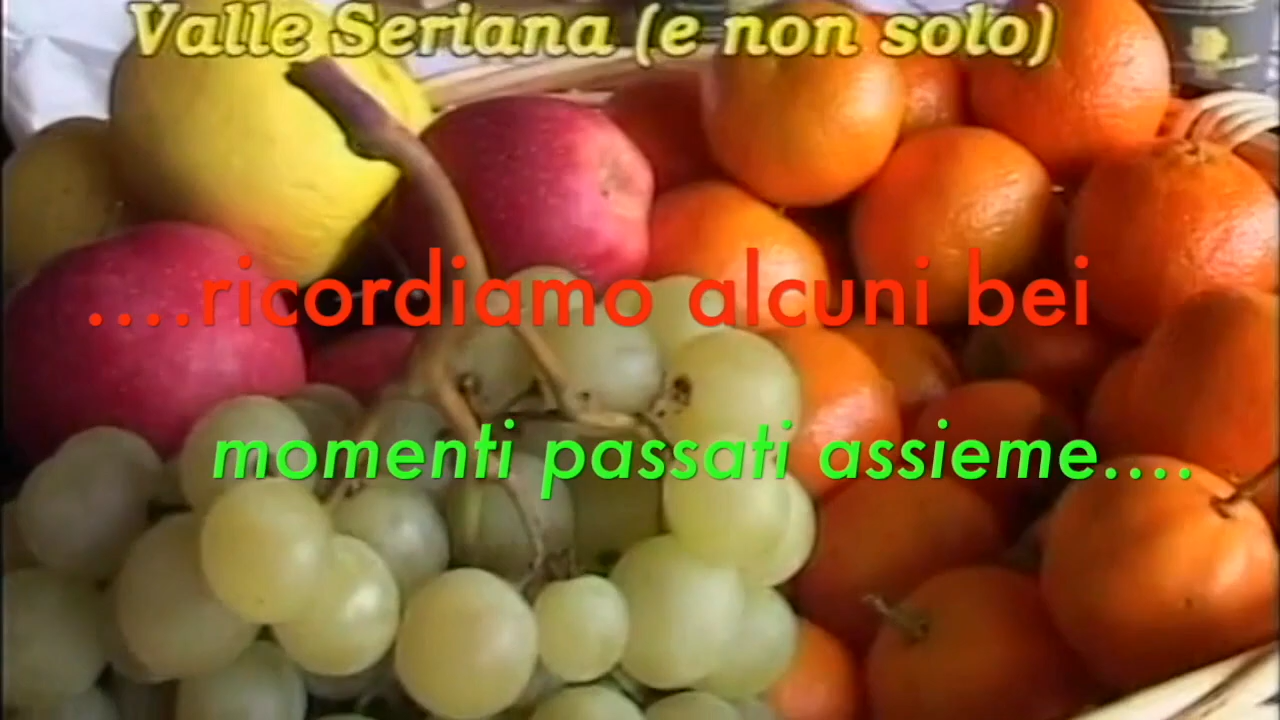 Valle Seriana (e non solo)
....ricordiamo alcuni bei
momenti passati assieme....